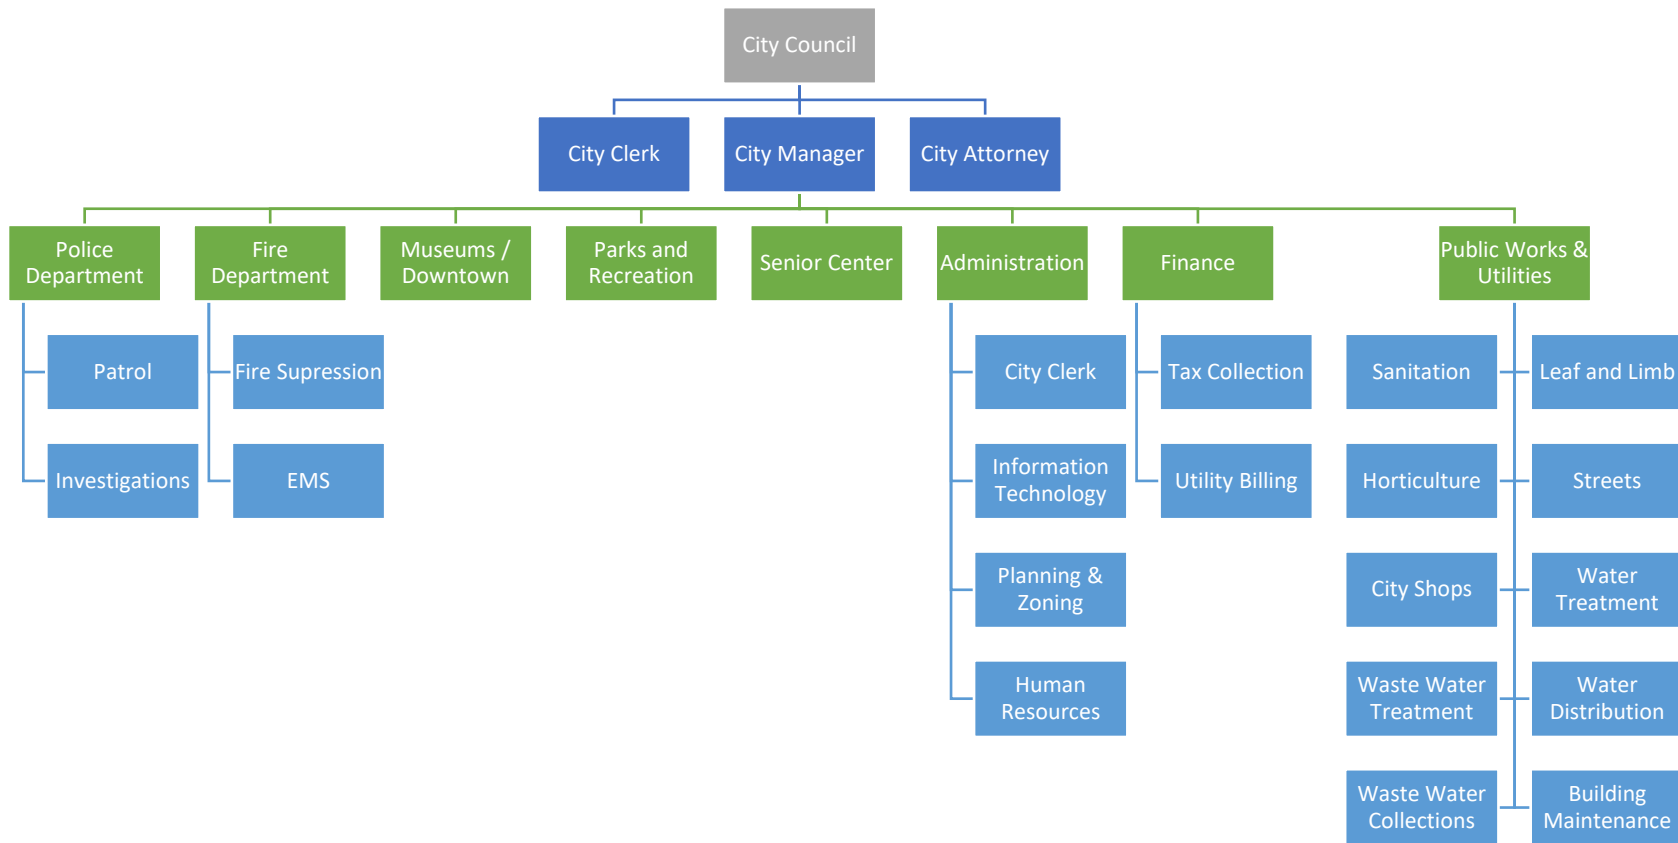 City Council
City Clerk
City Manager
City Attorney
Police
Department
Fire
Department
Museums /
Downtown
Parks and
Recreation
Senior Center
Administration
Finance
Public Works &
Utilities
Patrol
Fire Supression
City Clerk
Tax Collection
Sanitation
Leaf and Limb
Investigations
EMS
Information
Technology
Utility Billing
Horticulture
Streets
Planning &
Zoning
City Shops
Water
Treatment
Human
Resources
Waste Water
Treatment
Water
Distribution
Waste Water
Collections
Building
Maintenance